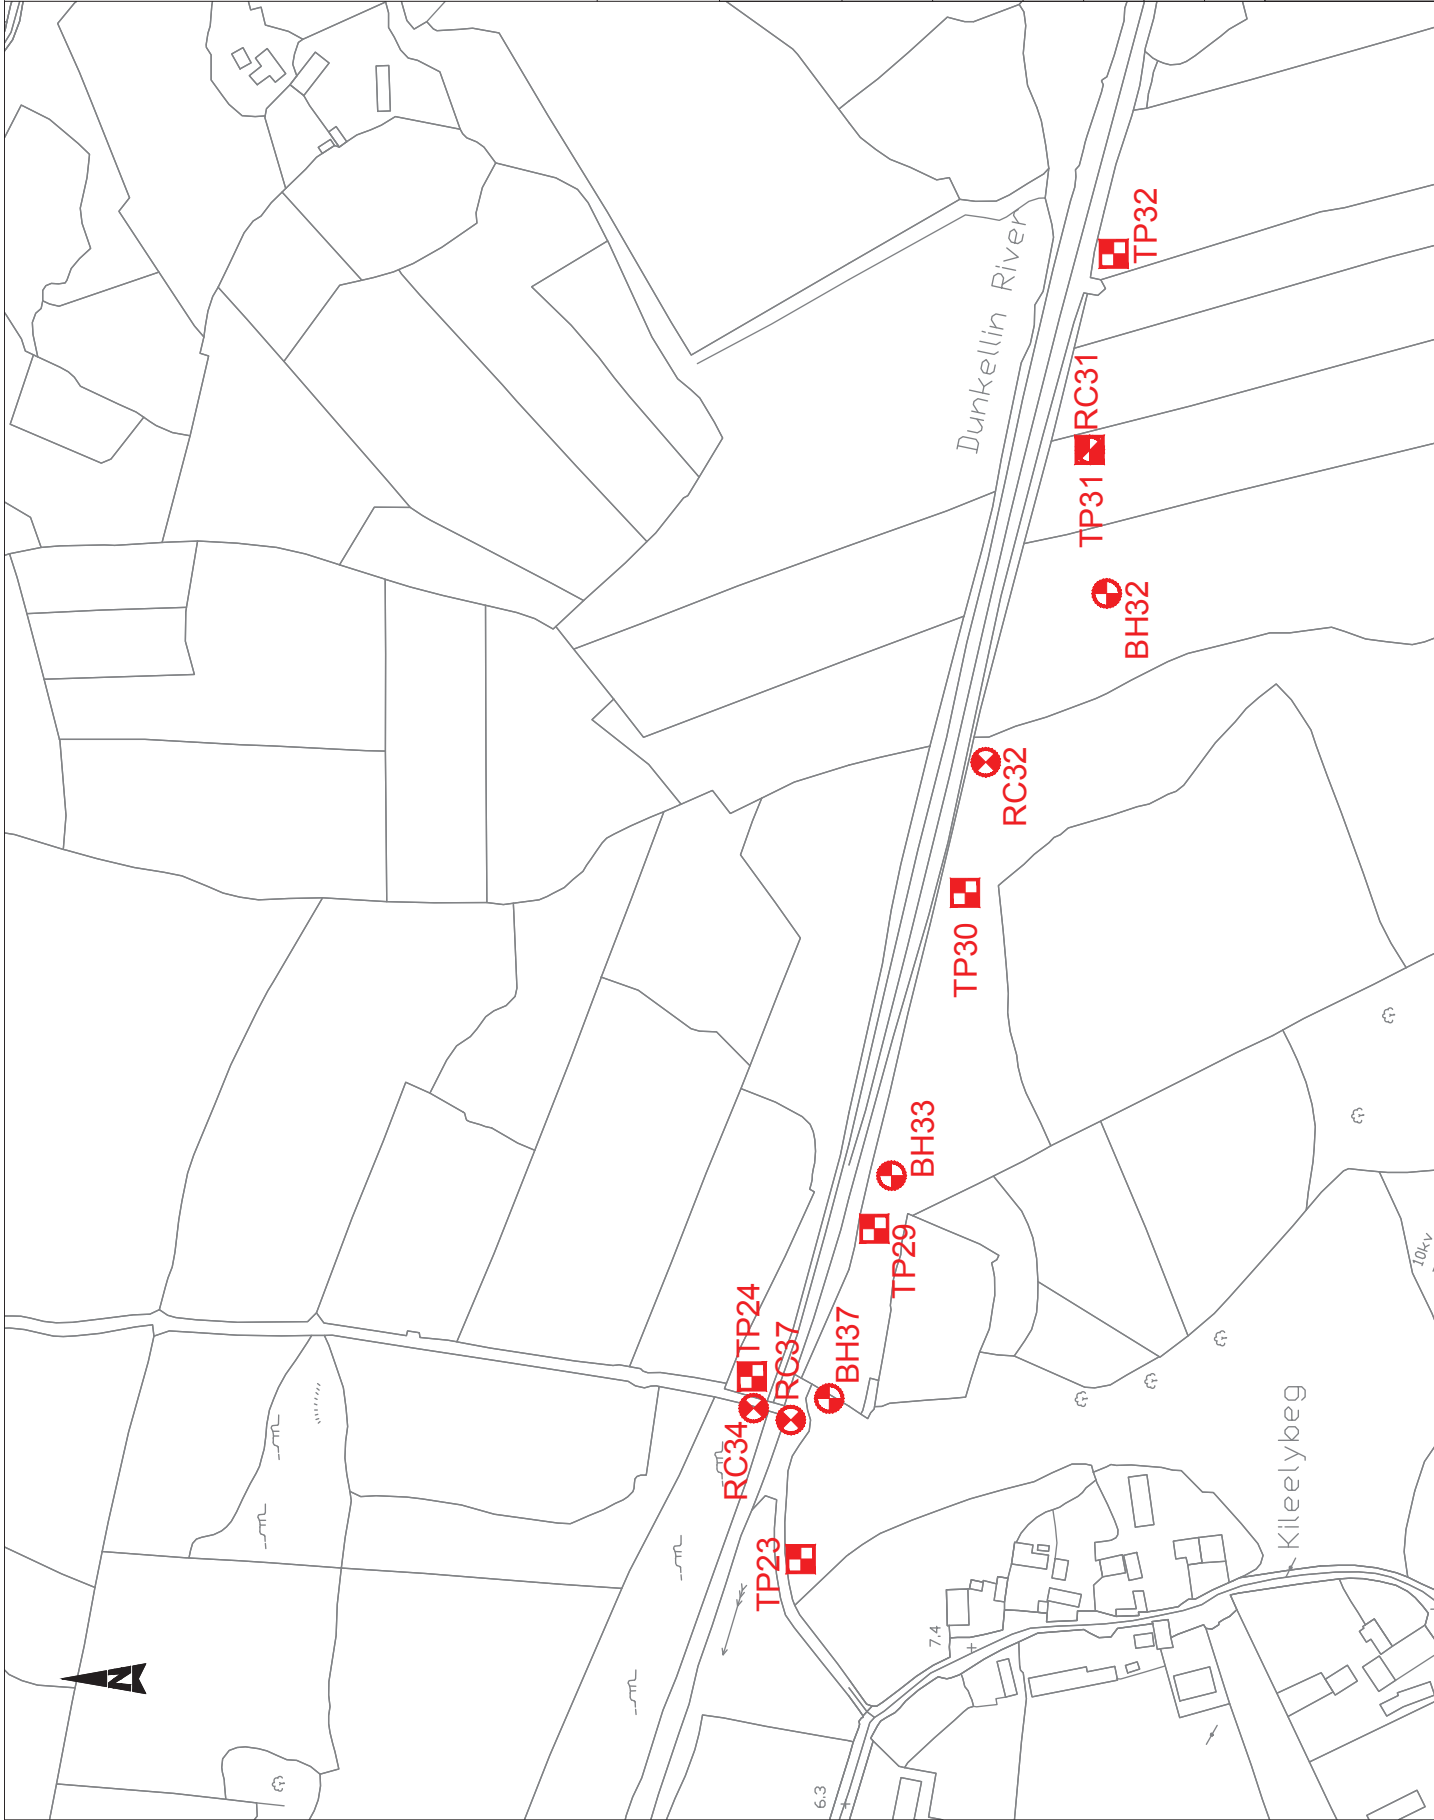 N
Dunkellin River
TP32
RC31
TP31
BH32
RC32
TP30
BH33
TP29
TP24
RC37
BH37
RC34
TP23
Kileelybeg
10kv
7.4
6.3